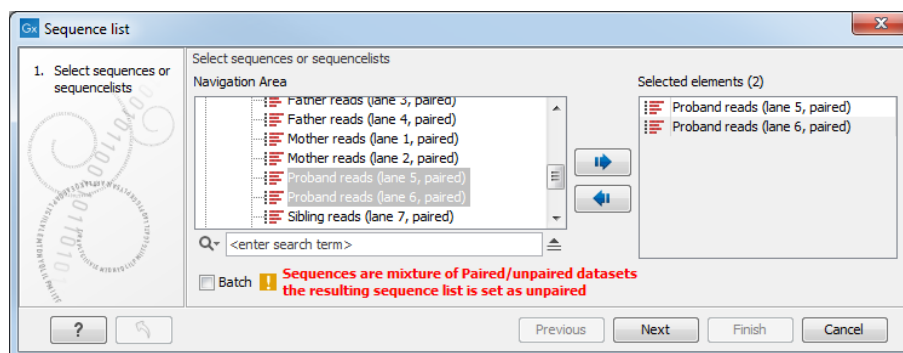 Gx Sequence list
1. Select sequences or
sequencelists
Select sequences or sequencelists
Navigation Area
Father reads (lane 3, paired)
Father reads (lane 4, paired)
Mother reads (lane 1, paired)
Mother reads (lane 2, paired)
Proband reads (lane 5, paired)
Proband reads (lane 6, paired)
Sibling reads (lane 7, paired)
<enter search term>
Batch
Sequences are mixture of Paired/unpaired datasets
the resulting sequence list is set as unpaired
Selected elements (2)
Proband reads (lane 5, paired)
Proband reads (lane 6, paired)
?
Previous
Next
Finish
Cancel